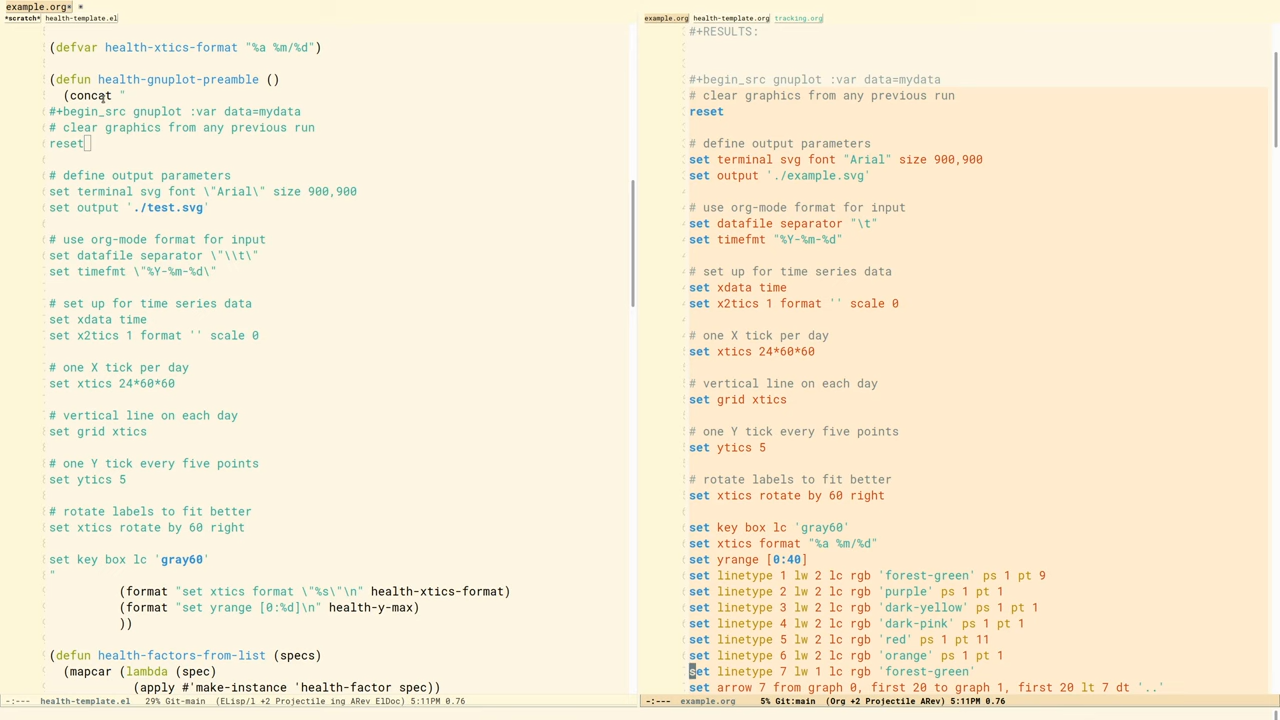 example.org* *
*scratch* health-template.el
(defvar health-xtics-format "%a %m/%d")
(defun health-gnuplot-preamble ()
(concat "
#+begin_src gnuplot :var data=mydata
# clear graphics from any previous run
reset
# define output parameters
set terminal svg font \"Arial\" size 900,900
set output './test.svg'
# use org-mode format for input
set datafile separator \"\\t\"
set timefmt \"%Y-%m-%d\"
# set up for time series data
set xdata time
set x2tics 1 format '' scale 0
# one X tick per day
set xtics 24*60*60
# vertical line on each day
set grid xtics
# one Y tick every five points
set ytics 5
# rotate labels to fit better
set xtics rotate by 60 right
set key box lc 'gray60'
"
(format "set xtics format \"%s\"\n" health-xtics-format)
(format "set yrange [0:%d]\n" health-y-max)
))
(defun health-factors-from-list (specs)
(mapcar (lambda (spec)
(apply #'make-instance 'health-factor spec))
-:--- health-template.el 29% Git:main (ELisp/l +2 Projectile ing ARev ElDoc) 5:11PM 0.76
example.org health-template.org tracking.org
#+RESULTS:
#+begin_src gnuplot :var data=mydata
# clear graphics from any previous run
reset
# define output parameters
set terminal svg font "Arial" size 900,900
set output './example.svg'
# use org-mode format for input
set datafile separator "\t"
set timefmt "%Y-%m-%d"
# set up for time series data
set xdata time
set x2tics 1 format '' scale 0
# one X tick per day
set xtics 24*60*60
# vertical line on each day
set grid xtics
# one Y tick every five points
set ytics 5
# rotate labels to fit better
set xtics rotate by 60 right
set key box lc 'gray60'
set xtics format "%a %m/%d"
set yrange [0:40]
set linetype 1 lw 2 lc rgb 'forest-green' ps 1 pt 9
set linetype 2 lw 2 lc rgb 'purple' ps 1 pt 1
set linetype 3 lw 2 lc rgb 'dark-yellow' ps 1 pt 1
set linetype 4 lw 2 lc rgb 'dark-pink' ps 1 pt 1
set linetype 5 lw 2 lc rgb 'red' ps 1 pt 11
set linetype 6 lw 2 lc rgb 'orange' ps 1 pt 1
set linetype 7 lw 1 lc rgb 'forest-green'
set arrow 7 from graph 0, first 20 to graph 1, first 20 lt 7 dt '..'
-:--- example.org 5% Git:main (Org +2 Projectile ARev) 5:11PM 0.76